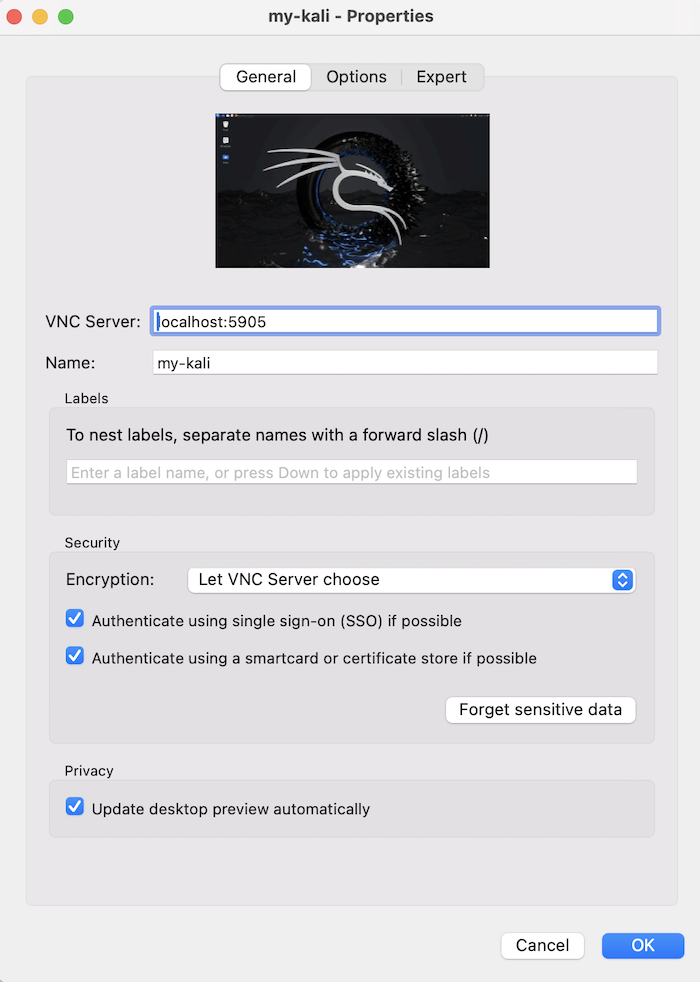 my-kali - Properties
General Options Expert
VNC Server: localhost:5905
Name: my-kali
Labels
To nest labels, separate names with a forward slash (/)
Enter a label name, or press Down to apply existing labels
Security
Encryption: Let VNC Server choose
Authenticate using single sign-on (SSO) if possible
Authenticate using a smartcard or certificate store if possible
Forget sensitive data
Privacy
Update desktop preview automatically
Cancel OK